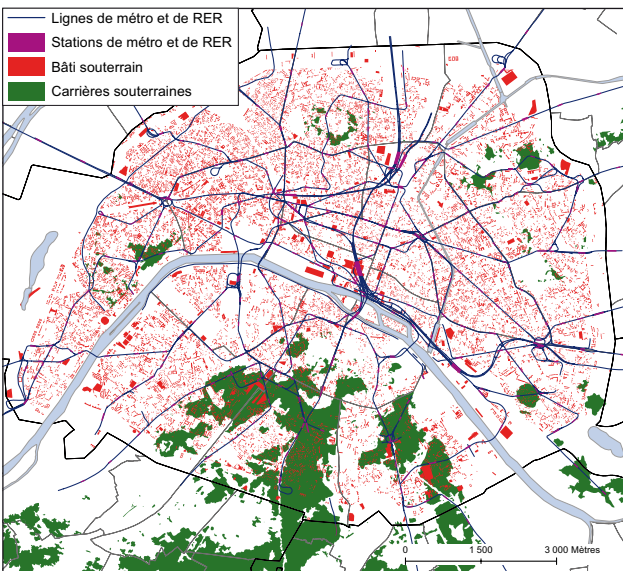 Lignes de métro et de RER
Stations de métro et de RER
Bâti souterrain
Carrières souterraines
0 1 500 3 000 Mètres